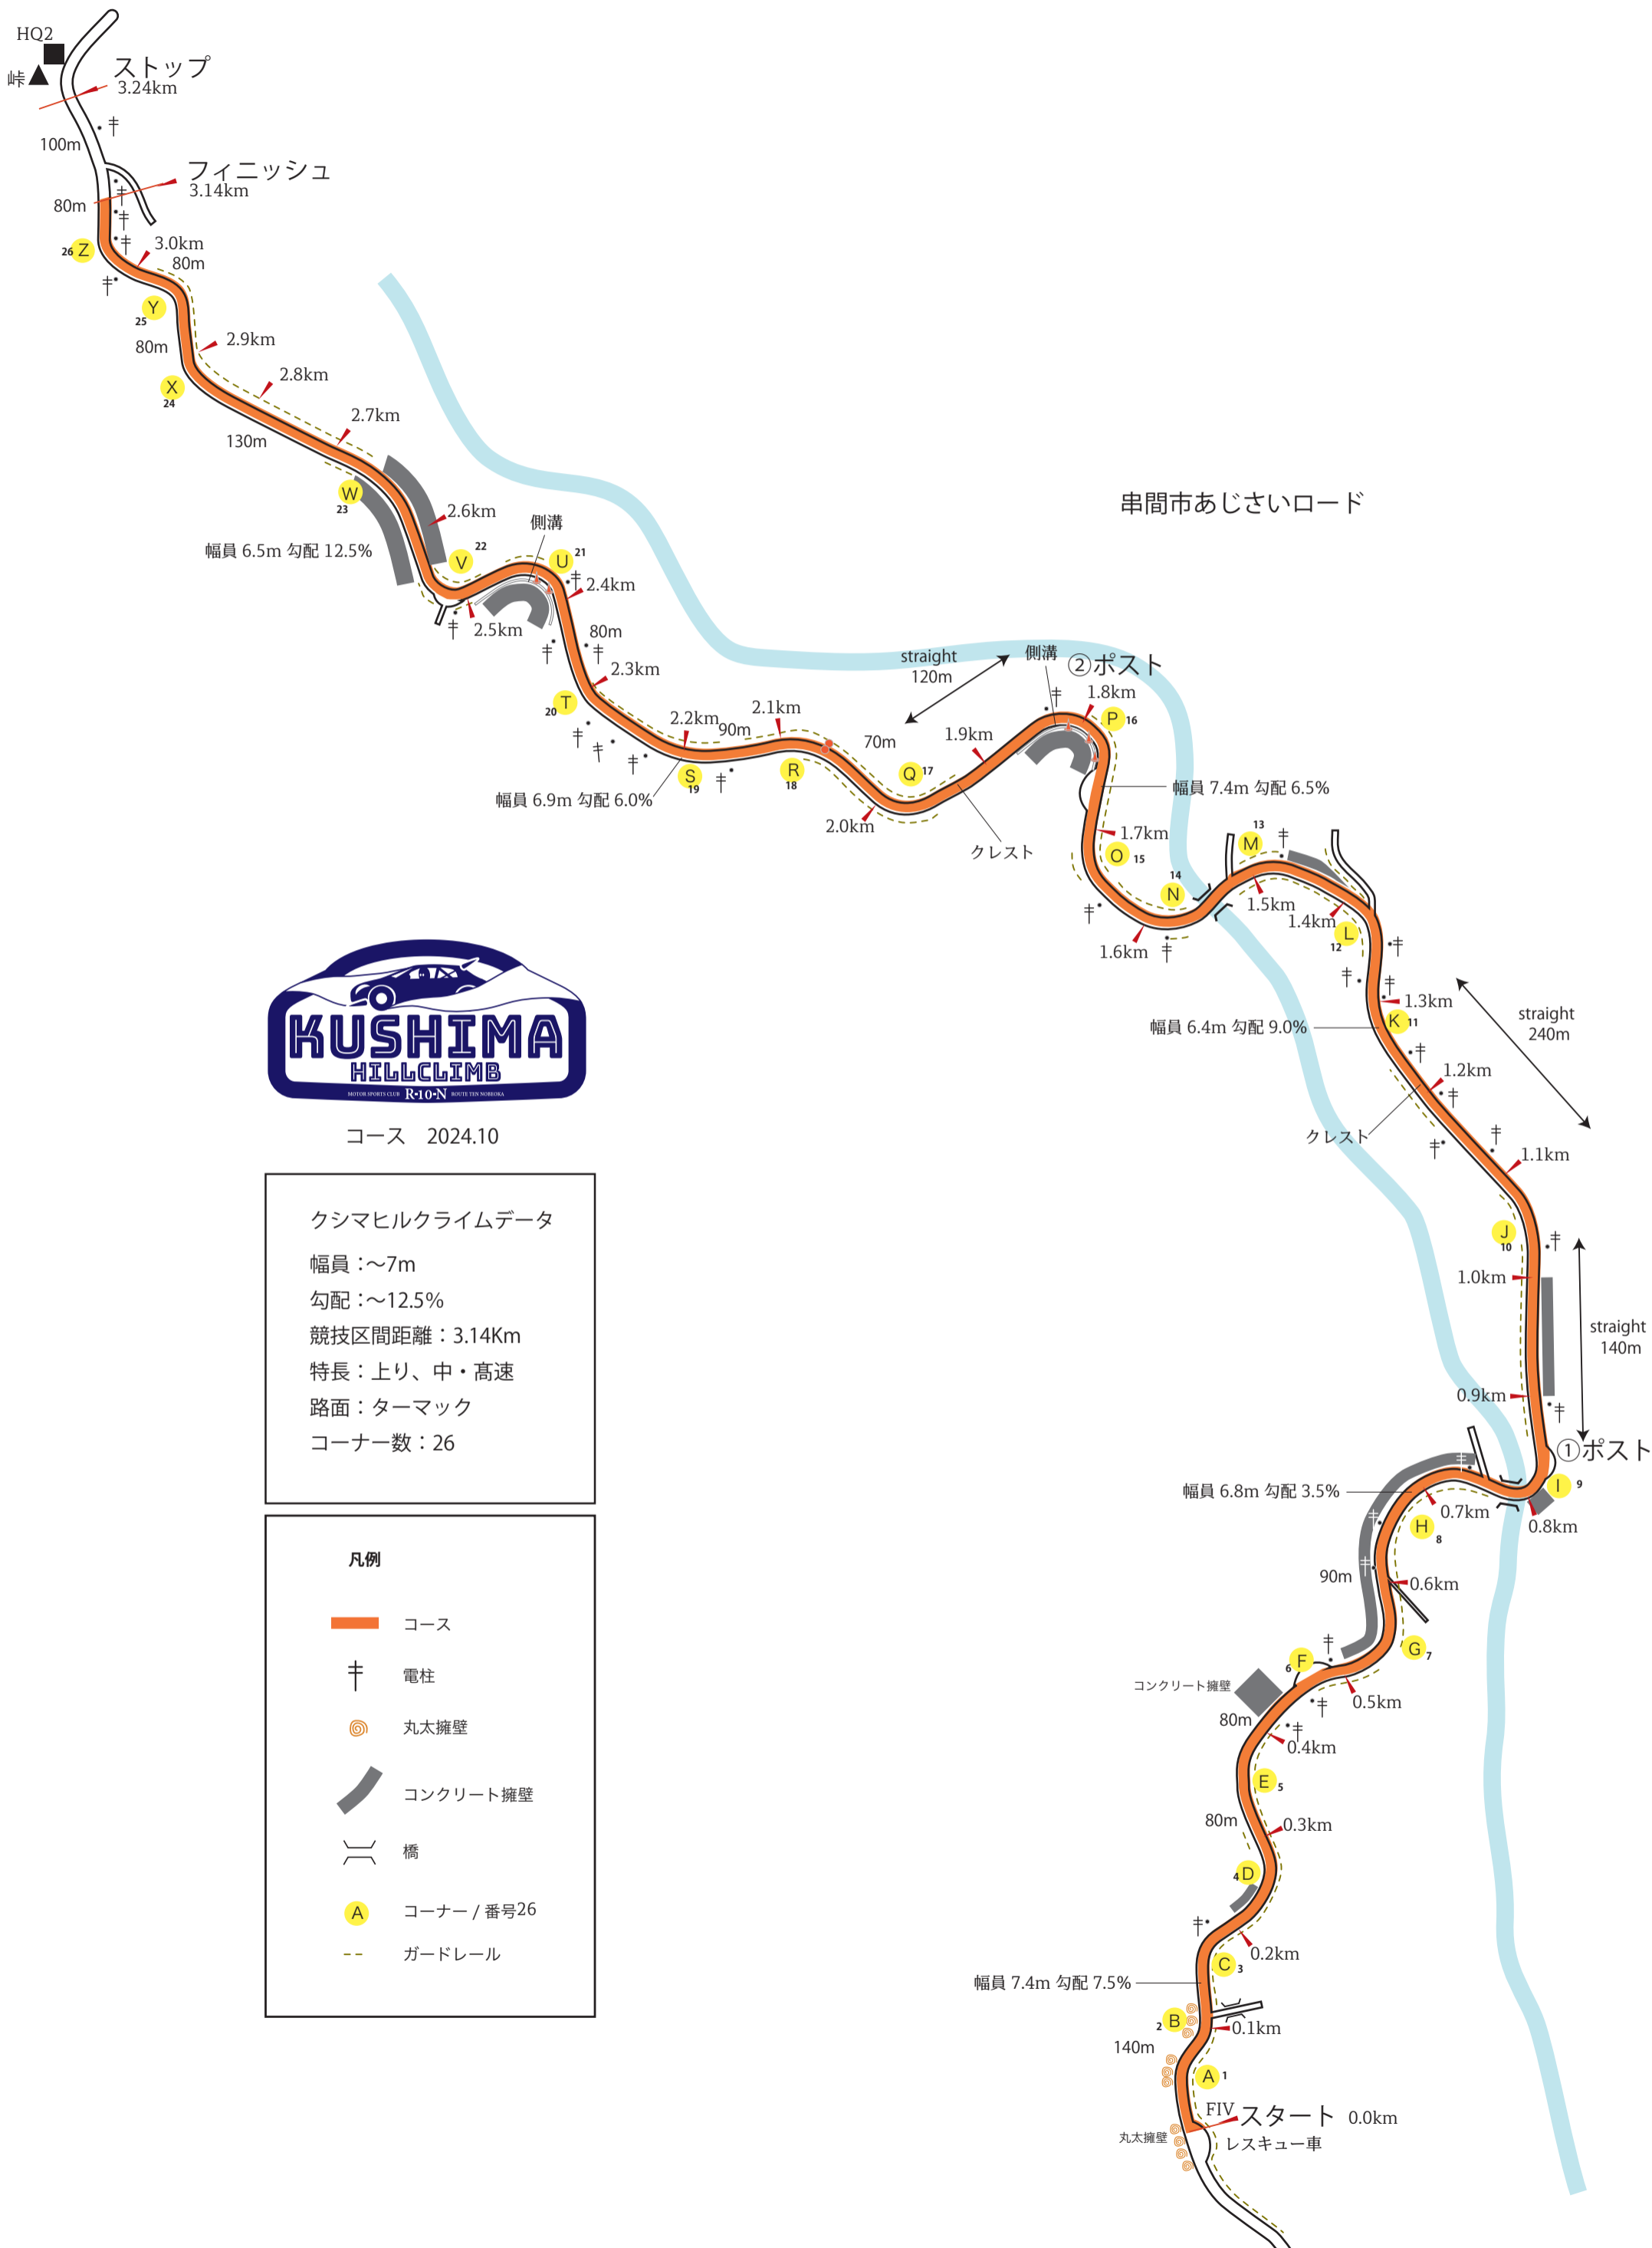 HQ2
峠
ストップ
3.24km
100m
フィニッシュ
3.14km
80m
26 Z
3.0km
80m
Y
25
80m
2.9km
X
24
2.8km
2.7km
130m
W
23
2.6km
幅員 6.5m 勾配 12.5%
側溝
V 22
U 21
2.4km
2.5km
80m
2.3km
T
20
2.2km
90m
2.1km
S
19
R
18
幅員 6.9m 勾配 6.0%
70m
Q 17
2.0km
1.9km
straight
120m
側溝
②ポスト
1.8km
P 16
クレスト
幅員 7.4m 勾配 6.5%
1.7km
O 15
14
N
1.6km
13
M
1.5km
1.4km
L
12
串間市あじさいロード
1.3km
K 11
幅員 6.4m 勾配 9.0%
straight
240m
1.2km
クレスト
1.1km
J
10
1.0km
straight
140m
0.9km
①ポスト
I 9
幅員 6.8m 勾配 3.5%
0.7km
0.8km
H 8
90m
0.6km
G 7
6 F
コンクリート擁壁
0.5km
80m
0.4km
E 5
80m
0.3km
4 D
0.2km
C 3
幅員 7.4m 勾配 7.5%
2 B
0.1km
140m
A 1
FIV スタート 0.0km
丸太擁壁
レスキュー車
KUSHIMA
HILLCLIMB
MOTOR SPORTS CLUB R・10・N ROUTE TEN NOBEOKA
コース 2024.10
クシマヒルクライムデータ
幅員：～7m
勾配：～12.5%
競技区間距離：3.14Km
特長：上り、中・髙速
路面：ターマック
コーナー数：26
凡例
コース
電柱
丸太擁壁
コンクリート擁壁
橋
A コーナー / 番号26
ガードレール